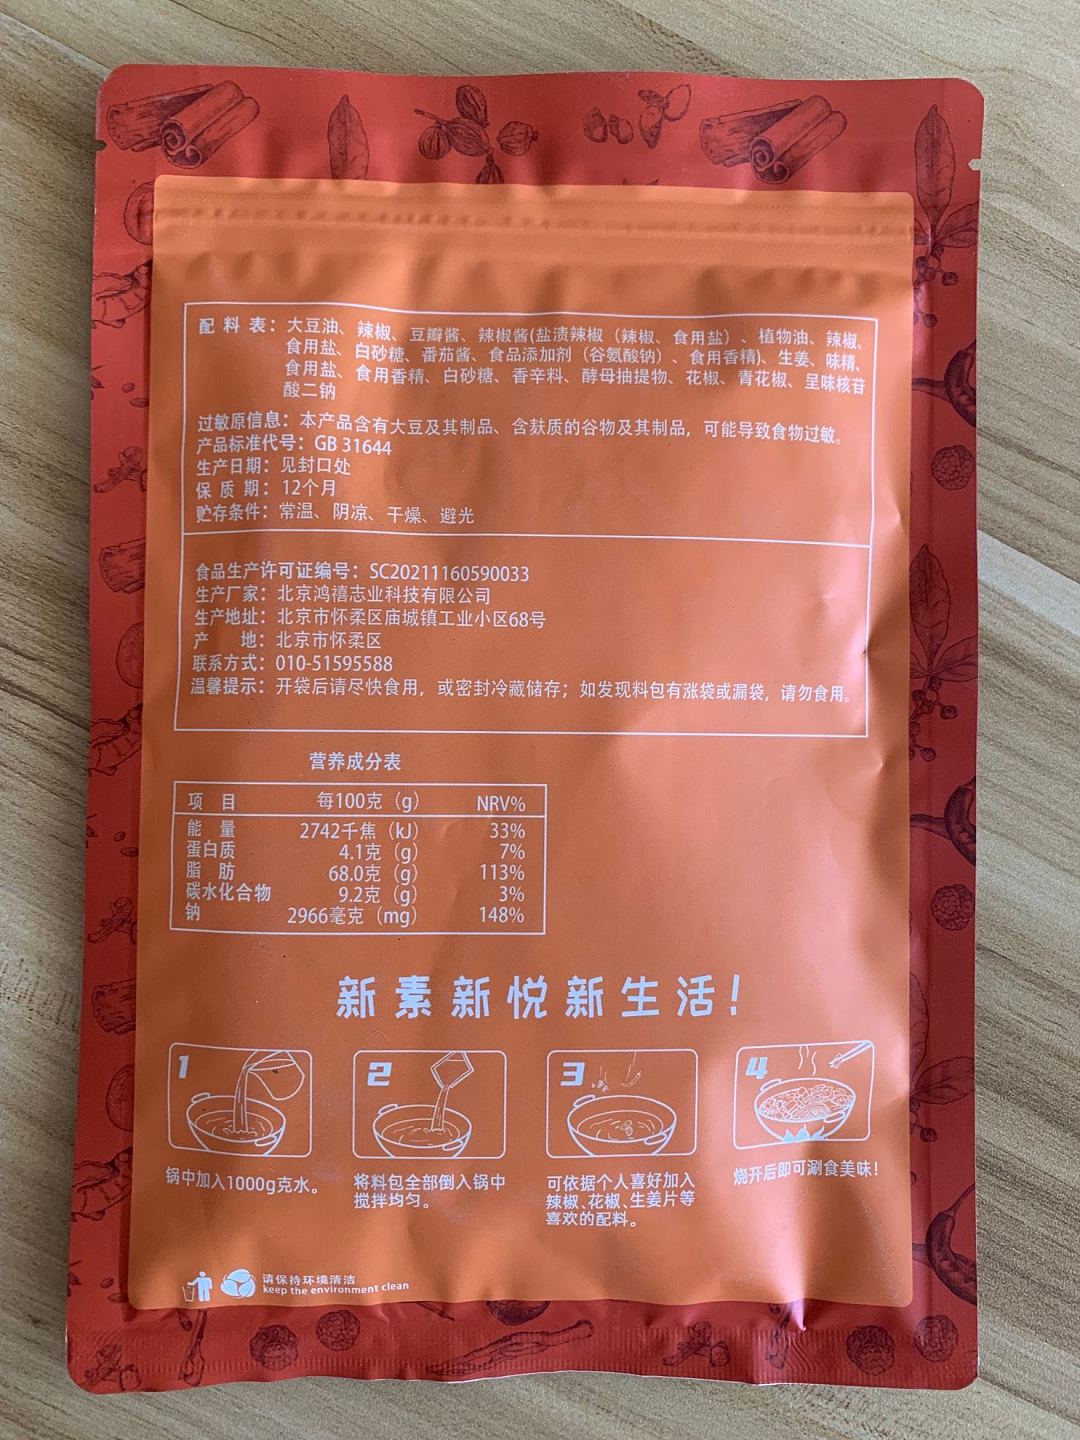 配料表：大豆油、辣椒、豆瓣酱、辣椒酱(盐渍辣椒（辣椒、食用盐）、植物油、辣椒、
食用盐、白砂糖、番茄酱、食品添加剂（谷氨酸钠）、食用香精)、生姜、味精、
食用盐、食用香精、白砂糖、香辛料、酵母抽提物、花椒、青花椒、呈味核苷
酸二钠
过敏原信息：本产品含有大豆及其制品、含麸质的谷物及其制品，可能导致食物过敏。
产品标准代号：GB 31644
生产日期：见封口处
保质期：12个月
贮存条件：常温、阴凉、干燥、避光
食品生产许可证编号：SC20211160590033
生产厂家：北京鸿禧志业科技有限公司
生产地址：北京市怀柔区庙城镇工业小区68号
产 地：北京市怀柔区
联系方式：010-51595588
温馨提示：开袋后请尽快食用，或密封冷藏储存；如发现料包有涨袋或漏袋，请勿食用。
营养成分表
项 目 每100克（g） NRV%
能 量 2742千焦（kJ） 33%
蛋白质 4.1克（g） 7%
脂 肪 68.0克（g） 113%
碳水化合物 9.2克（g） 3%
钠 2966毫克（mg） 148%
新素新悦新生活！
1
锅中加入1000g克水。
2
将料包全部倒入锅中
搅拌均匀。
3
可依据个人喜好加入
辣椒、花椒、生姜片等
喜欢的配料。
4
烧开后即可涮食美味！
请保持环境清洁
keep the environment clean